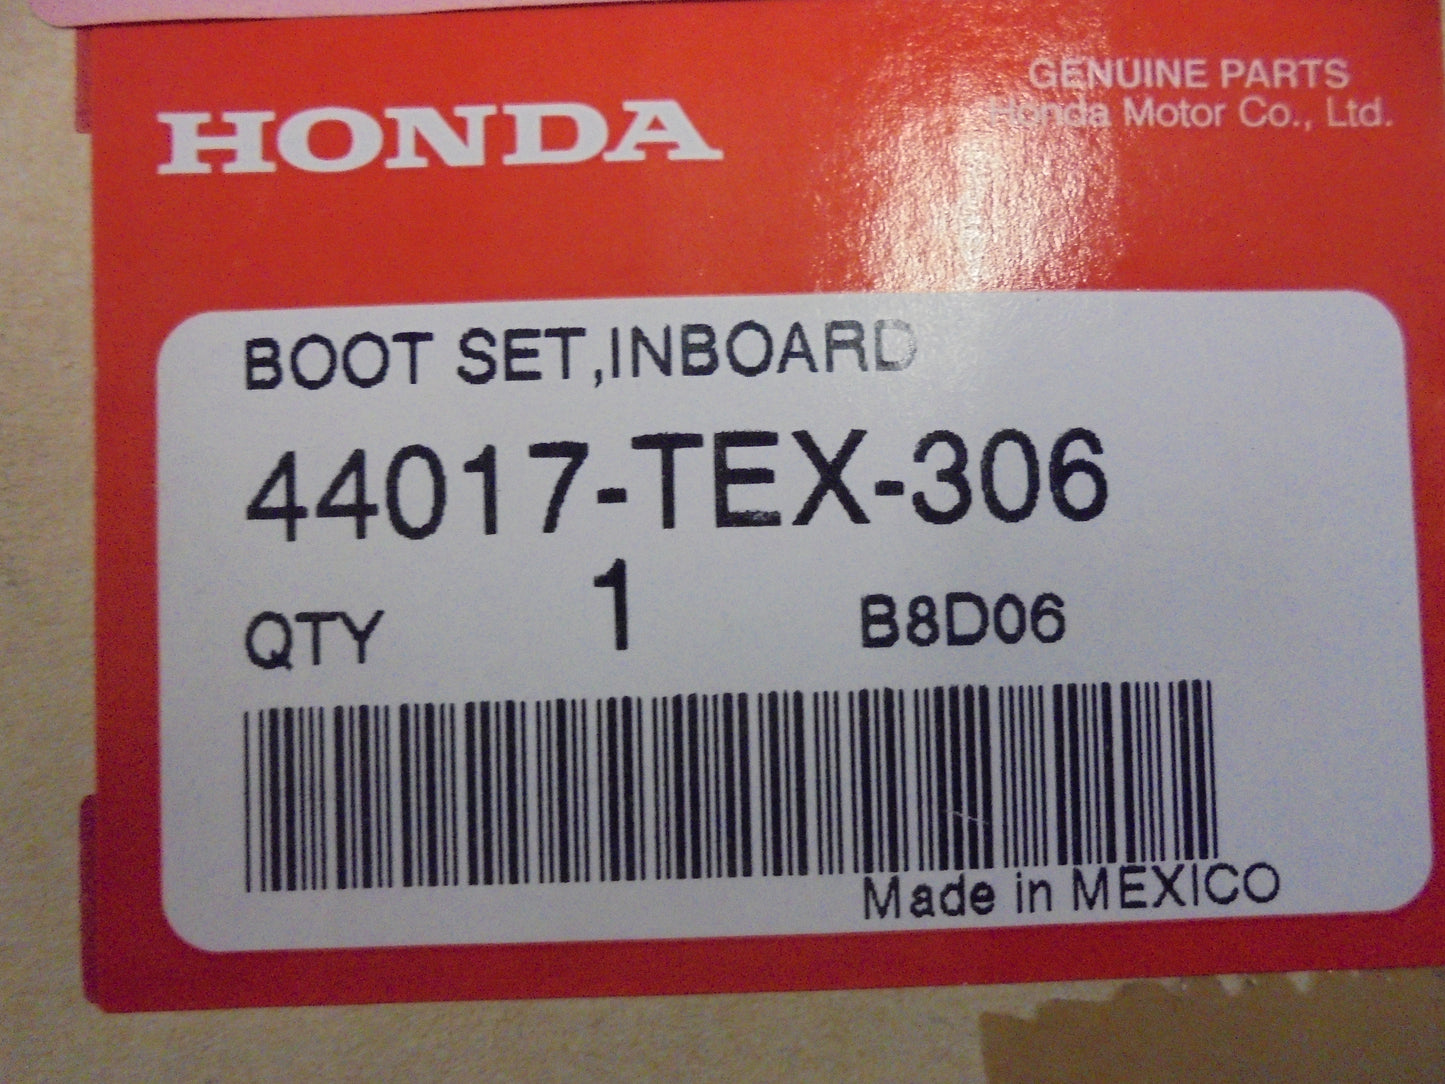 HONDA
GENUINE PARTS
Honda Motor Co., Ltd.
BOOT SET,INBOARD
44017-TEX-306
QTY 1 B8D06
Made in MEXICO